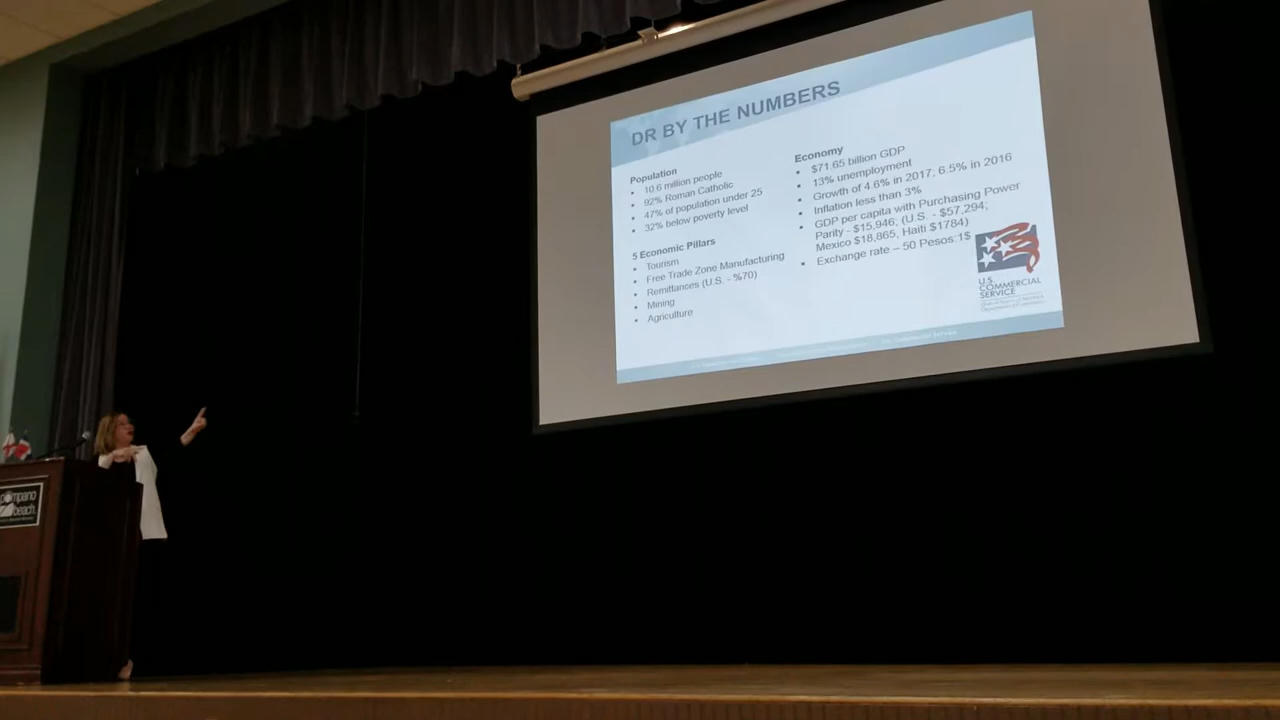 DR BY THE NUMBERS
Population
• 10.6 million people
• 92% Roman Catholic
• 47% of population under 25
• 32% below poverty level
5 Economic Pillars
• Tourism
• Free Trade Zone Manufacturing
• Remittances (U.S. - %70)
• Mining
• Agriculture
Economy
• $71.65 billion GDP
• 13% unemployment
• Growth of 4.6% in 2017; 6.5% in 2016
• Inflation less than 3%
• GDP per capita with Purchasing Power
Parity - $15,946; (U.S. - $57,294;
Mexico $18,865, Haiti $1784)
• Exchange rate – 50 Pesos:1$
U.S.
COMMERCIAL
SERVICE
pompano
beach